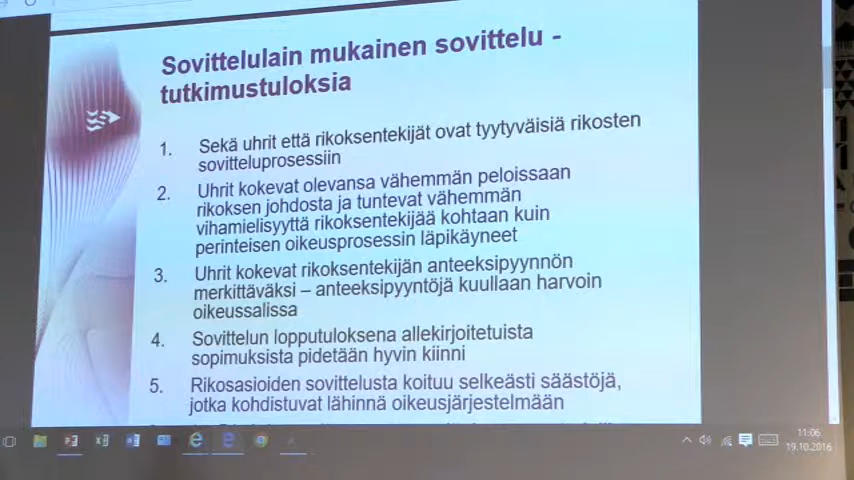 Sovittelulain mukainen sovittelu -
tutkimustuloksia
1. Sekä uhrit että rikoksentekijät ovat tyytyväisiä rikosten
sovitteluprosessiin
2. Uhrit kokevat olevansa vähemmän peloissaan
rikoksen johdosta ja tuntevat vähemmän
vihamielisyyttä rikoksentekijää kohtaan kuin
perinteisen oikeusprosessin läpikäyneet
3. Uhrit kokevat rikoksentekijän anteeksipyynnön
merkittäväksi – anteeksipyyntöjä kuullaan harvoin
oikeussalissa
4. Sovittelun lopputuloksena allekirjoitetuista
sopimuksista pidetään hyvin kiinni
5. Rikosasioiden sovittelusta koituu selkeästi säästöjä,
jotka kohdistuvat lähinnä oikeusjärjestelmään
11:06
19.10.2016